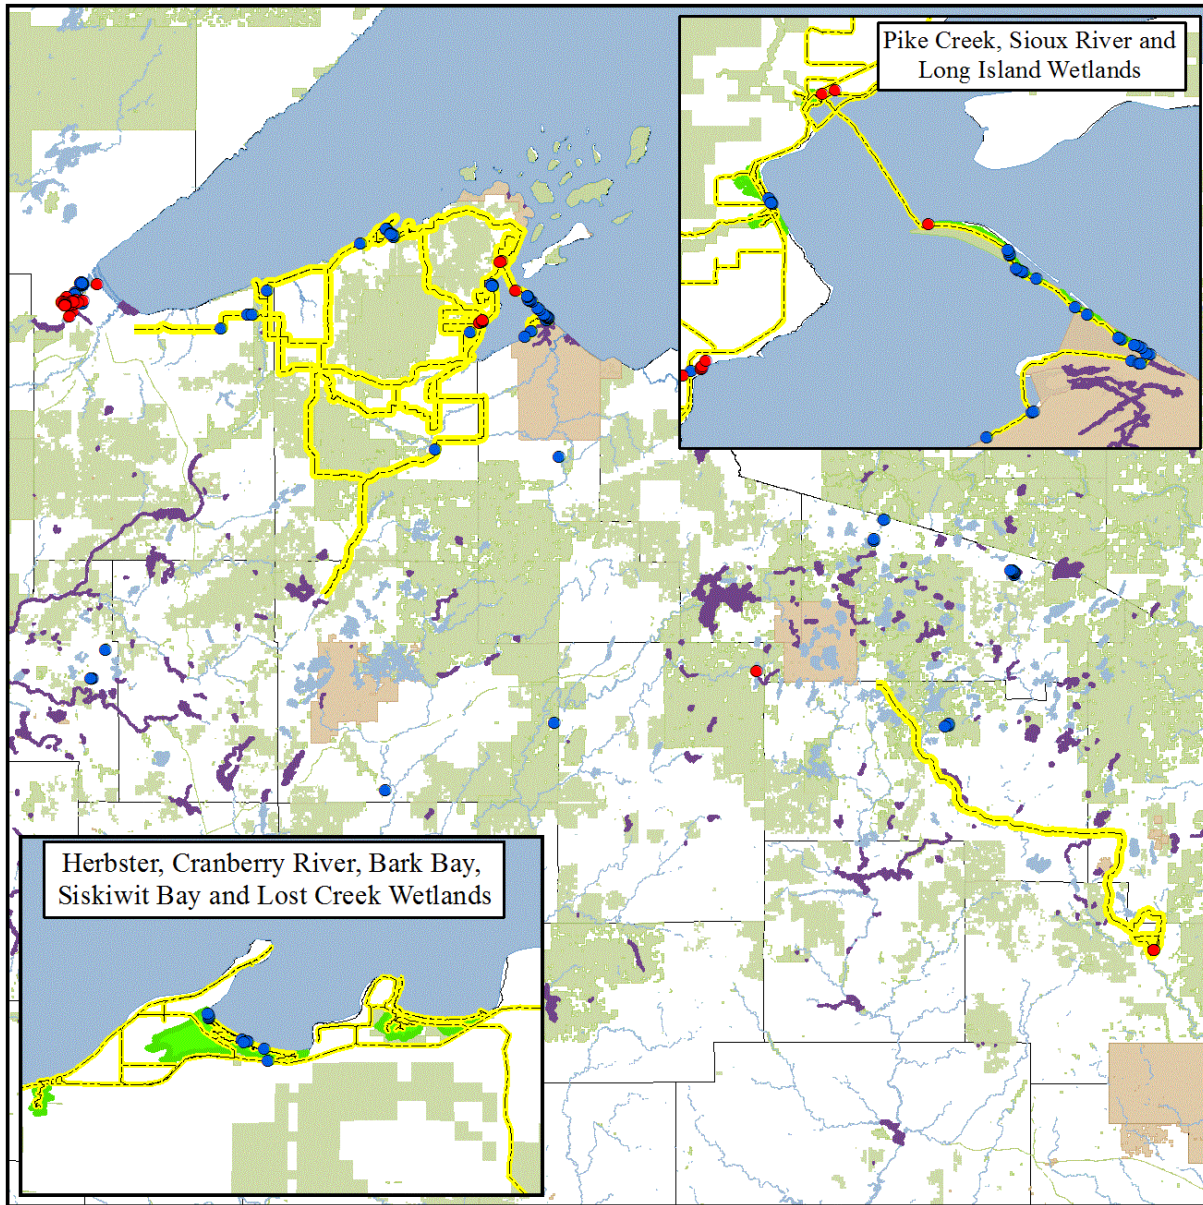 Pike Creek, Sioux River and
Long Island Wetlands
Herbster, Cranberry River, Bark Bay,
Siskiwit Bay and Lost Creek Wetlands